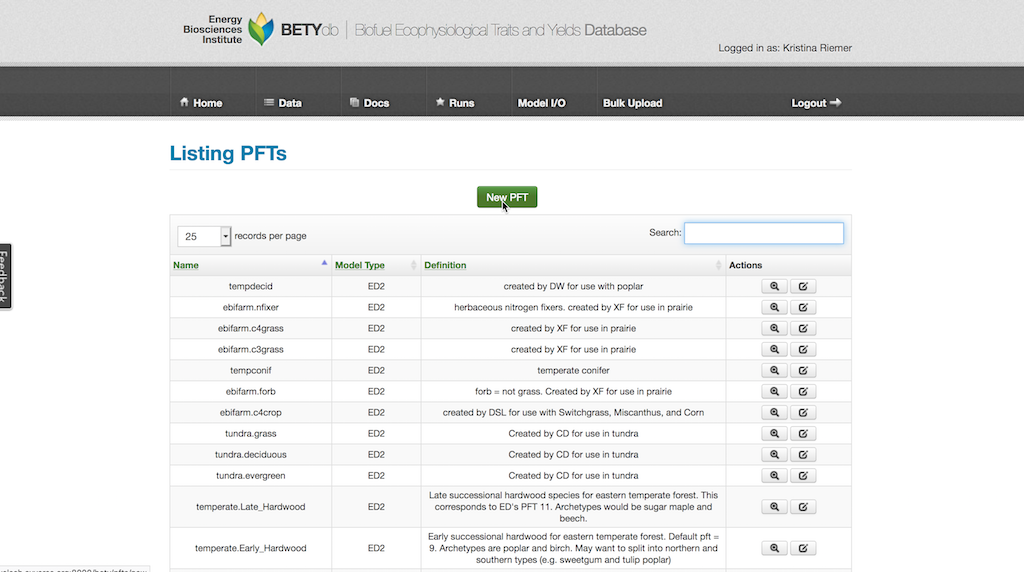 Energy
Biosciences
Institute
BETYdb | Biofuel Ecophysiological Traits and Yields Database
Logged in as: Kristina Riemer
Home Data Docs Runs Model I/O Bulk Upload Logout
Listing PFTs
New PFT
25 records per page Search:
Feedback
Name Model Type Definition Actions
tempdecid ED2 created by DW for use with poplar
ebifarm.nfixer ED2 herbaceous nitrogen fixers. created by XF for use in prairie
ebifarm.c4grass ED2 created by XF for use in prairie
ebifarm.c3grass ED2 created by XF for use in prairie
tempconif ED2 temperate conifer
ebifarm.forb ED2 forb = not grass. Created by XF for use in prairie
ebifarm.c4crop ED2 created by DSL for use with Switchgrass, Miscanthus, and Corn
tundra.grass ED2 Created by CD for use in tundra
tundra.deciduous ED2 Created by CD for use in tundra
tundra.evergreen ED2 Created by CD for use in tundra
temperate.Late_Hardwood ED2 Late successional hardwood species for eastern temperate forest. This
corresponds to ED's PFT 11. Archetypes would be sugar maple and
beech.
temperate.Early_Hardwood ED2 Early successional hardwood for eastern temperate forest. Default pft =
9. Archetypes are poplar and birch. May want to split into northern and
southern types (e.g. sweetgum and tulip poplar)